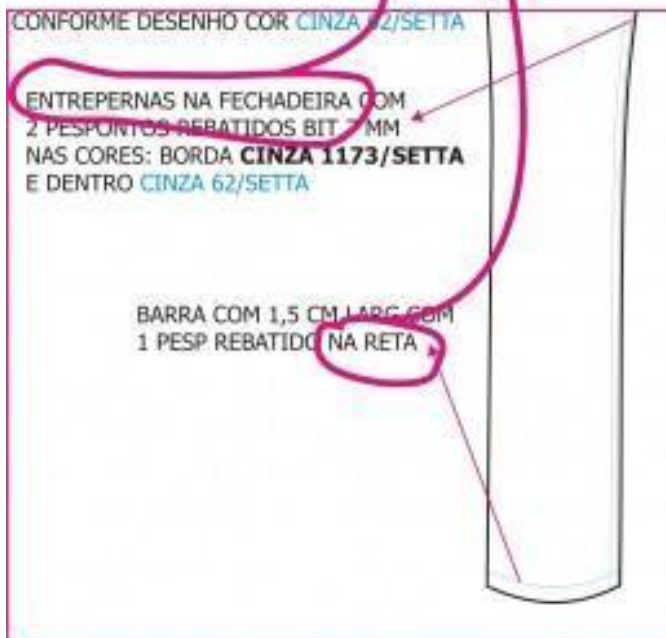 CONFORME DESENHO COR CINZA 62/SETTA
ENTREPERNAS NA FECHADEIRA COM
2 PESPONTOS REBATIDOS BIT 7 MM
NAS CORES: BORDA CINZA 1173/SETTA
E DENTRO CINZA 62/SETTA
BARRA COM 1,5 CM LARG COM
1 PESP REBATIDO NA RETA